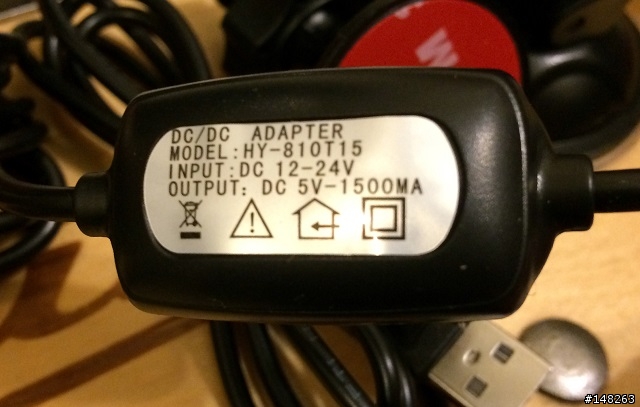 DC/DC ADAPTER
MODEL:HY-810T15
INPUT:DC 12-24V
OUTPUT: DC 5V-1500MA
#148263